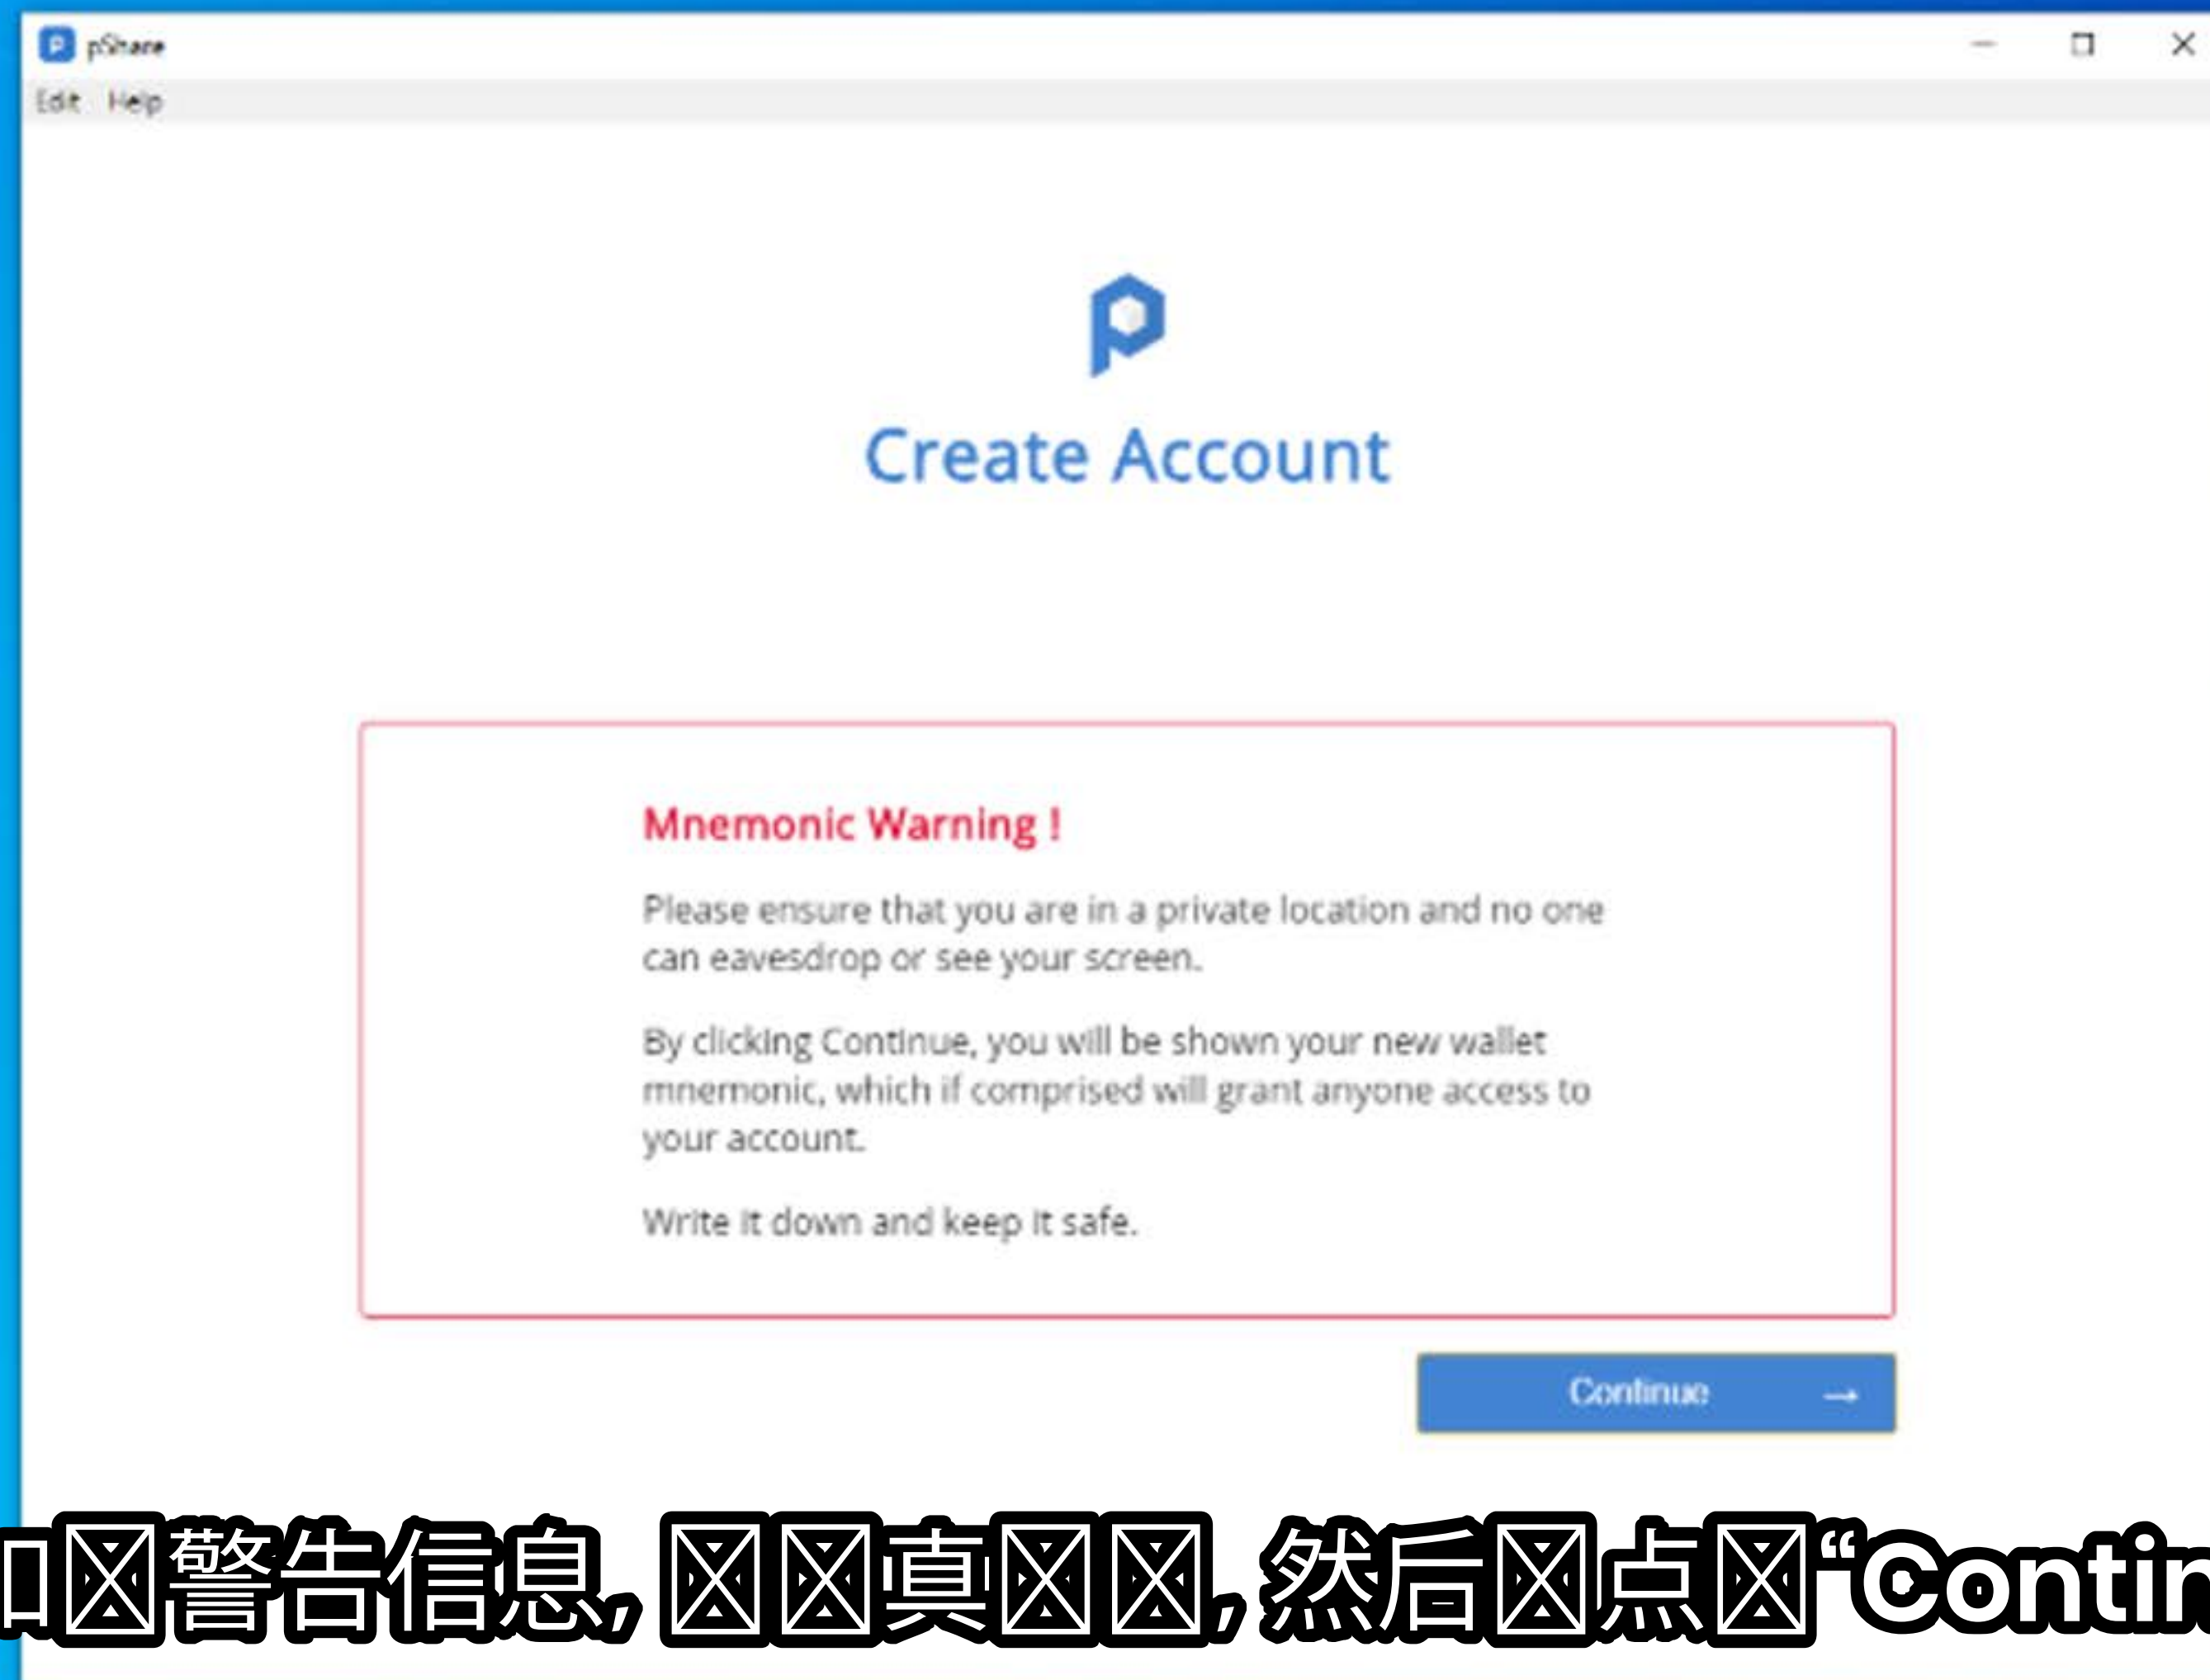 pShare
Edit Help
Create Account
Mnemonic Warning !
Please ensure that you are in a private location and no one
can eavesdrop or see your screen.
By clicking Continue, you will be shown your new wallet
mnemonic, which if comprised will grant anyone access to
your account.
Write it down and keep it safe.
Continue →
警告信息, 真, 然后 点 “Contin